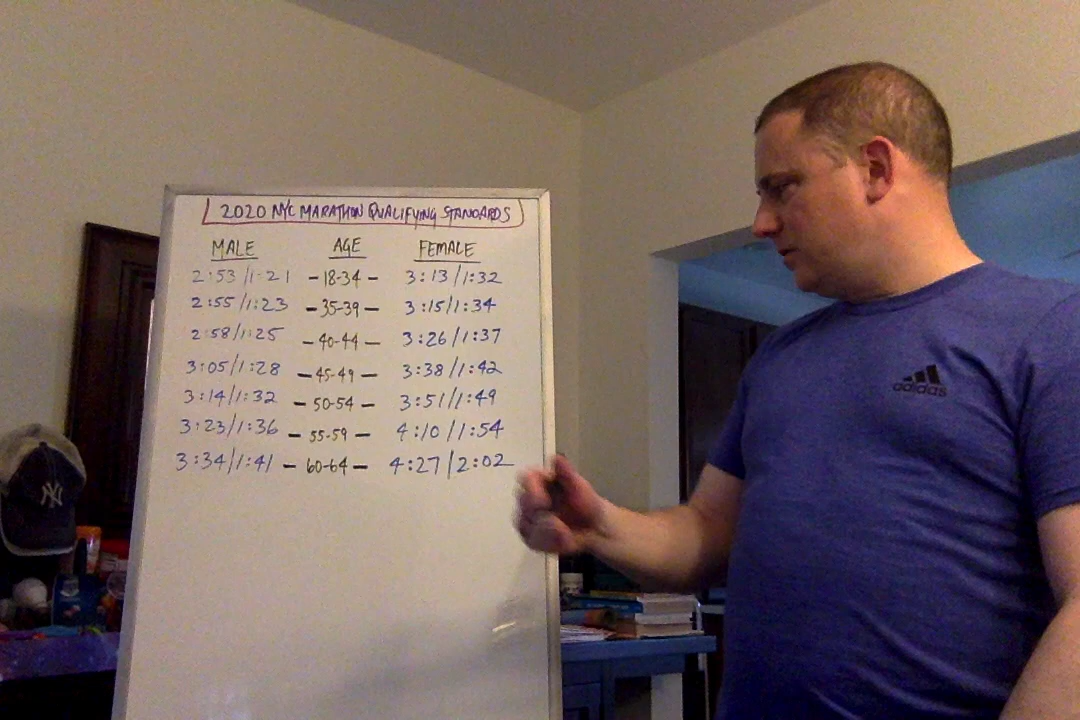 2020 NYC MARATHON QUALIFYING STANDARDS
MALE AGE FEMALE
2:53/1:21 - 18-34 - 3:13/1:32
2:55/1:23 - 35-39 - 3:15/1:34
2:58/1:25 - 40-44 - 3:26/1:37
3:05/1:28 - 45-49 - 3:38/1:42
3:14/1:32 - 50-54 - 3:51/1:49
3:23/1:36 - 55-59 - 4:10/1:54
3:34/1:41 - 60-64 - 4:27/2:02
NY
adidas